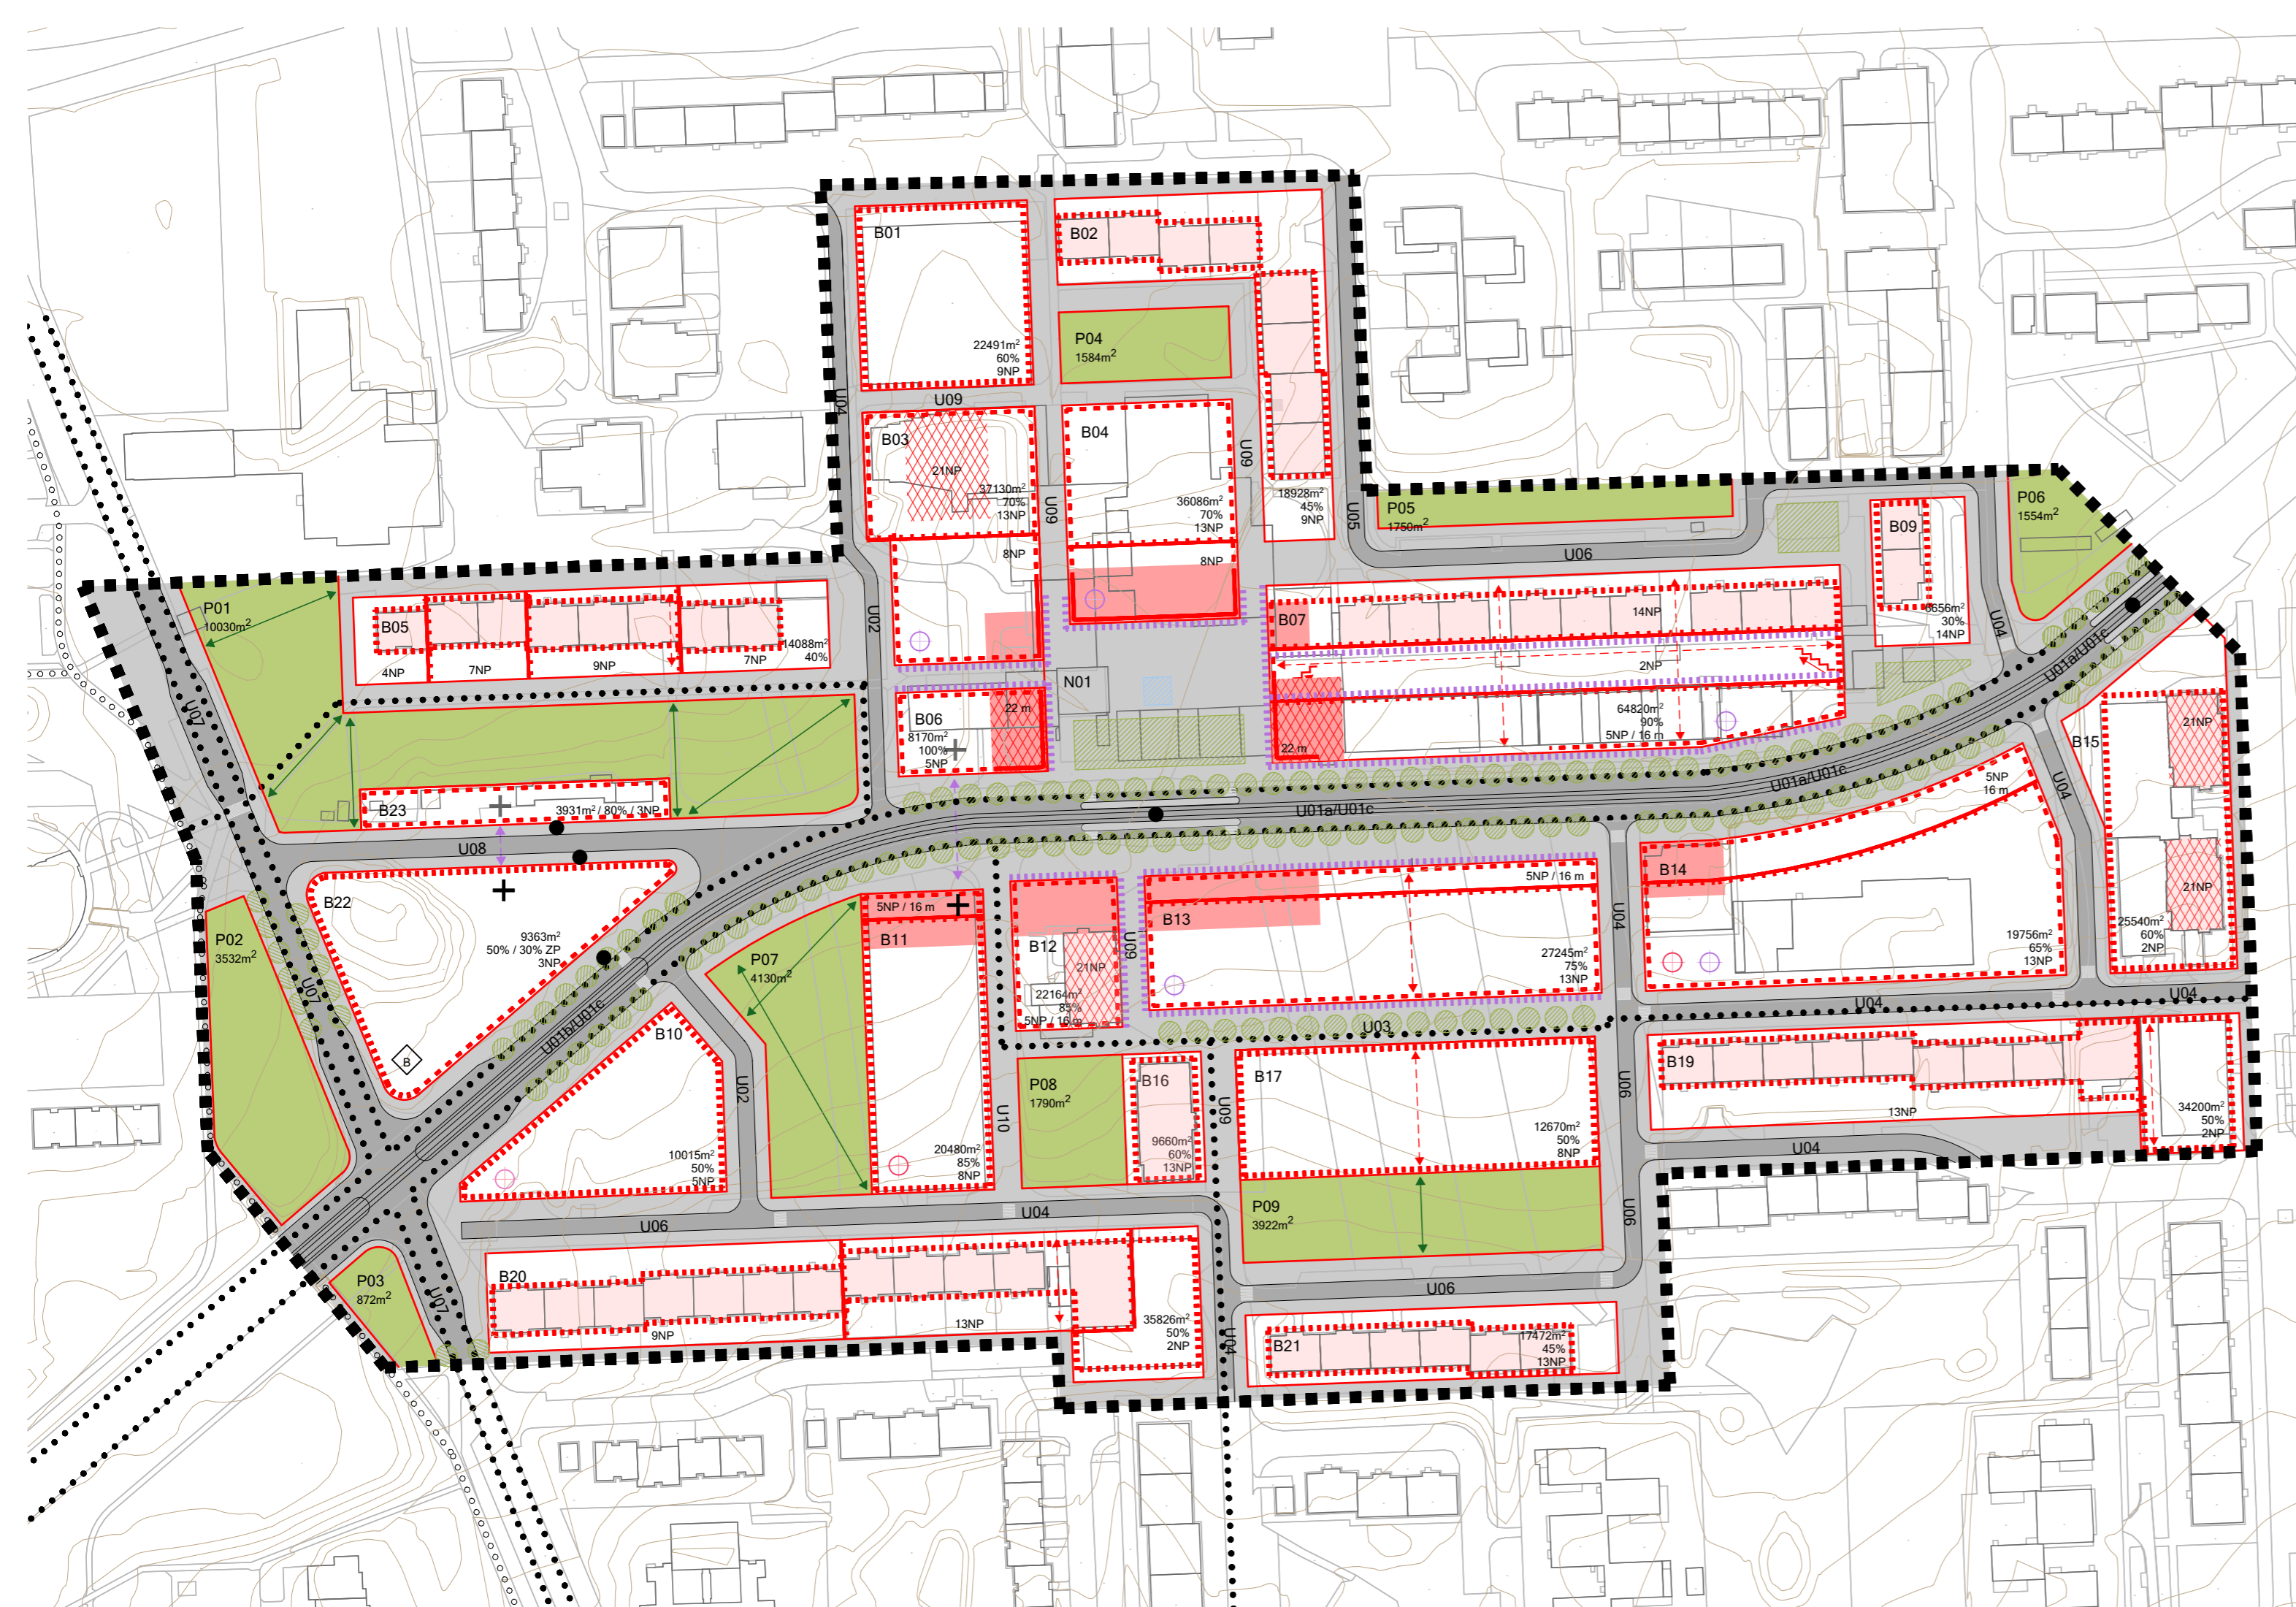 B01
22491m²
60%
9NP
B02
P04
1584m²
U04
U09
B03
21NP
37130m²
70%
13NP
8NP
U09
B04
36086m²
70%
13NP
8NP
U09
18928m²
45%
9NP
U05
P05
1750m²
U06
B09
6656m²
30%
14NP
U04
P06
1554m²
P01
10030m²
U07
B05
4NP
7NP
9NP
7NP
14088m²
40%
U02
B06
8170m²
100%
5NP
22 m
N01
B07
14NP
2NP
64820m²
90%
5NP / 16 m
22 m
U01a/U01c
U01a/U01c
U01a/U01c
B15
21NP
21NP
25540m²
60%
2NP
U04
B23
3931m² / 80% / 3NP
U08
B22
9363m²
50% / 30% ZP
3NP
B
P02
3532m²
U07
U01b/U01c
B10
10015m²
50%
5NP
U02
P07
4130m²
5NP / 16 m
B11
20480m²
85%
8NP
U10
B12
21NP
22164m²
85%
5NP / 16 m
U09
B13
5NP / 16 m
27245m²
75%
13NP
U03
U04
B14
5NP
16 m
19756m²
65%
13NP
U04
U04
P08
1790m²
B16
9660m²
60%
13NP
U09
B17
12670m²
50%
8NP
U06
B19
13NP
34200m²
50%
2NP
U04
P09
3922m²
U06
U06
U04
U06
P03
872m²
U07
B20
9NP
13NP
35826m²
50%
2NP
U04
B21
17472m²
45%
13NP